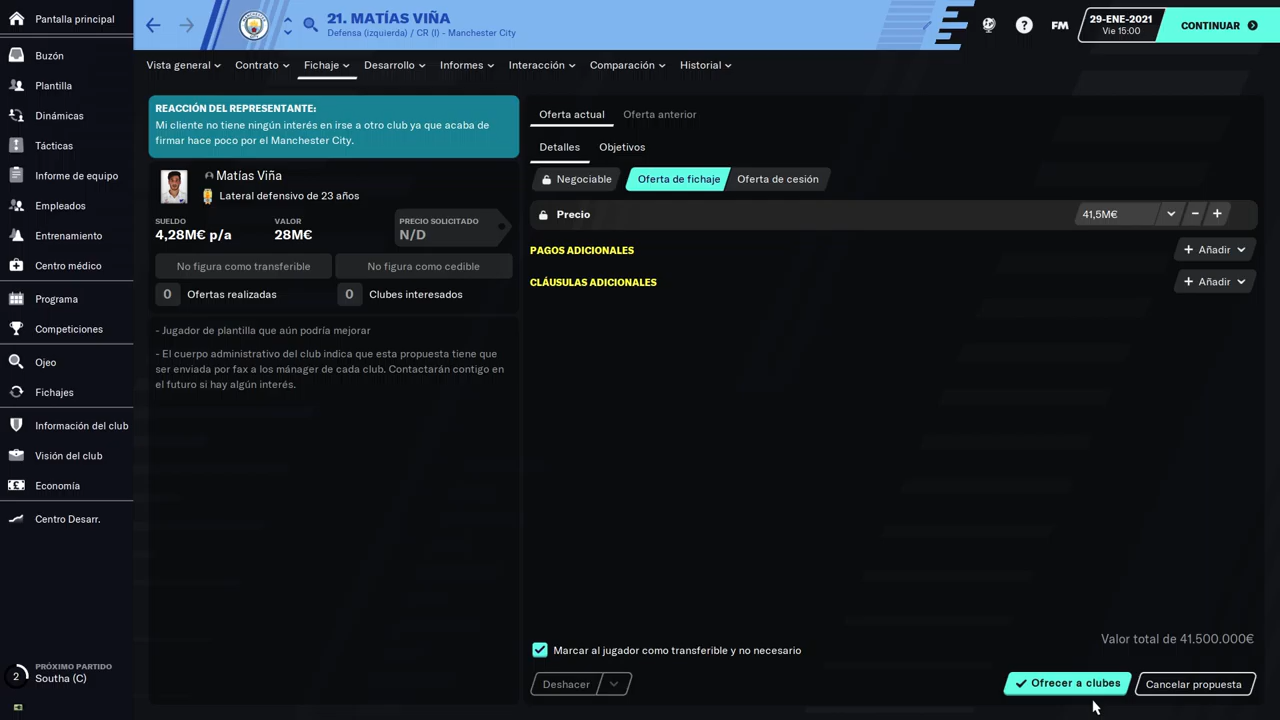 Pantalla principal
21. MATÍAS VIÑA
Defensa (izquierda) / CR (I) - Manchester City
FM
29-ENE-2021
Vie 15:00
CONTINUAR
Buzón
Plantilla
Dinámicas
Tácticas
Informe de equipo
Empleados
Entrenamiento
Centro médico
Programa
Competiciones
Ojeo
Fichajes
Información del club
Visión del club
Economía
Centro Desarr.
2
PRÓXIMO PARTIDO
Southa (C)
Vista general
Contrato
Fichaje
Desarrollo
Informes
Interacción
Comparación
Historial
REACCIÓN DEL REPRESENTANTE:
Mi cliente no tiene ningún interés en irse a otro club ya que acaba de
firmar hace poco por el Manchester City.
Matías Viña
Lateral defensivo de 23 años
SUELDO
4,28M€ p/a
VALOR
28M€
PRECIO SOLICITADO
N/D
No figura como transferible
No figura como cedible
0 Ofertas realizadas
0 Clubes interesados
- Jugador de plantilla que aún podría mejorar
- El cuerpo administrativo del club indica que esta propuesta tiene que
ser enviada por fax a los mánager de cada club. Contactarán contigo en
el futuro si hay algún interés.
Oferta actual
Oferta anterior
Detalles
Objetivos
Negociable
Oferta de fichaje
Oferta de cesión
Precio
41,5M€
PAGOS ADICIONALES
Añadir
CLÁUSULAS ADICIONALES
Añadir
Valor total de 41.500.000€
Marcar al jugador como transferible y no necesario
Deshacer
Ofrecer a clubes
Cancelar propuesta